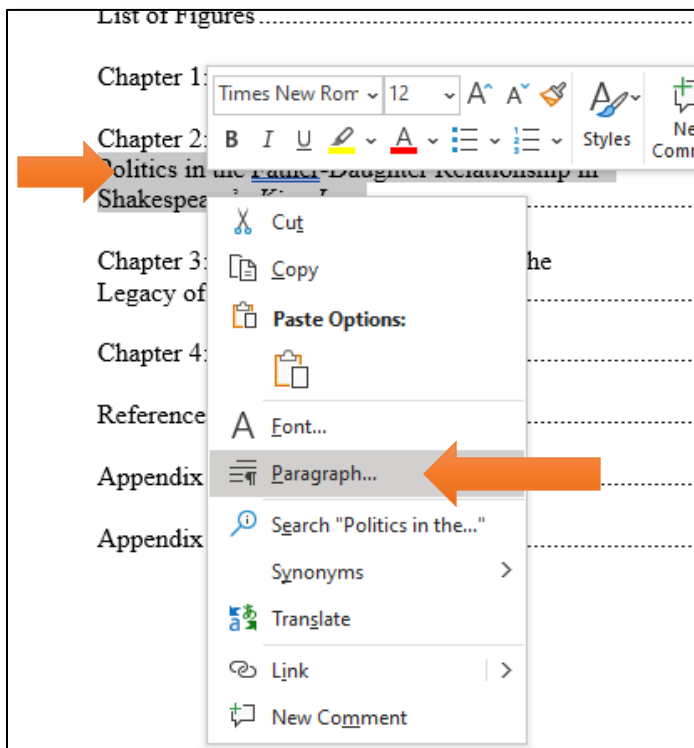 List of Figures
Chapter 1:
Times New Rom 12 A A
Styles
Ne
Comm
Chapter 2:
B I U A
Politics in the Father-Daughter Relationship in
Shakespear
Cut
Copy
Chapter 3: he
Legacy of
Paste Options:
Chapter 4:
Reference
Font...
Appendix
Paragraph...
Search "Politics in the..."
Appendix
Synonyms
Translate
Link
New Comment